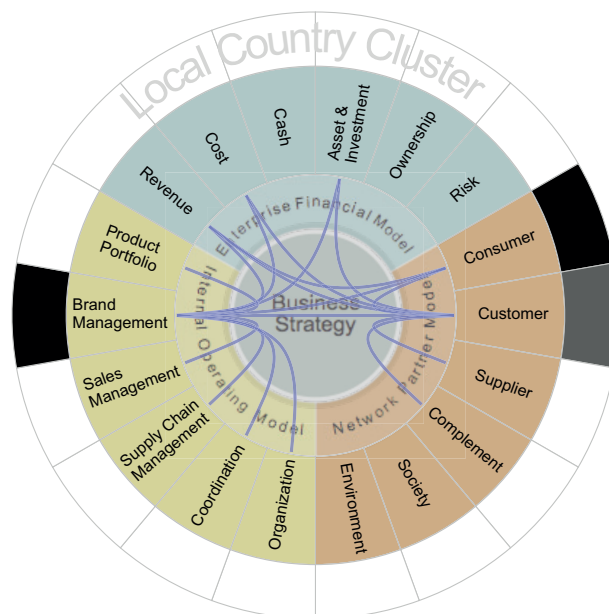 Local Country Cluster
Revenue
Cost
Cash
Asset &
Investment
Ownership
Risk
Consumer
Customer
Supplier
Complement
Society
Environment
Organization
Coordination
Supply Chain
Management
Sales
Management
Brand
Management
Product
Portfolio
Enterprise Financial Model
Network Partner Model
Internal Operating Model
Business
Strategy